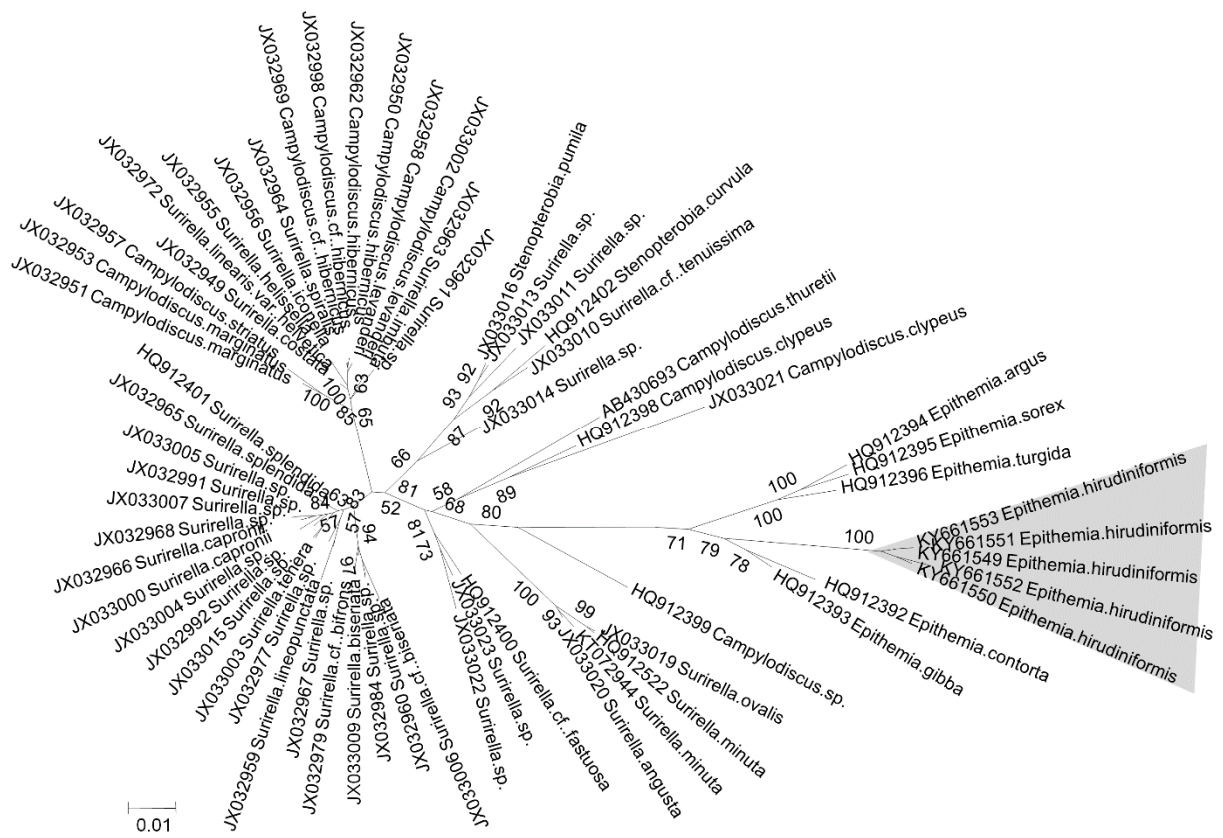 JX032969 Campylodiscus.cf..hibernicus
JX032998 Campylodiscus.cf..hibernicus
JX032962 Campylodiscus.hibernicus
JX032950 Campylodiscus.hibernicus
JX032958 Campylodiscus.levanderi
JX033002 Campylodiscus.levanderi
JX032963 Surirella.imbuta
JX032961 Surirella.sp.
JX032964 Surirella.spiralis
JX032956 Surirella.iconella
JX032955 Surirella.helissella
JX032972 Surirella.linearis.var..helvetica
JX032949 Surirella.costata
JX032957 Campylodiscus.striatus
JX032953 Campylodiscus.marginatus
JX032951 Campylodiscus.marginatus
HQ912401 Surirella.splendida
JX032965 Surirella.splendida
JX033005 Surirella.sp.
JX032991 Surirella.sp.
JX033007 Surirella.sp.
JX032968 Surirella.sp.
JX032966 Surirella.capronii
JX033000 Surirella.capronii
JX033004 Surirella.sp.
JX032992 Surirella.sp.
JX033015 Surirella.sp.
JX033003 Surirella.tenera
JX032977 Surirella.sp.
JX032959 Surirella.lineopunctata
JX032967 Surirella.sp.
JX032979 Surirella.cf..bifrons
JX033009 Surirella.biseriata
JX032984 Surirella.sp.
JX032960 Surirella.sp.
JX033006 Surirella.cf..biseriata
JX033022 Surirella.sp.
JX033023 Surirella.sp.
HQ912400 Surirella.cf..fastuosa
JX033020 Surirella.angusta
KT072944 Surirella.minuta
HQ912522 Surirella.minuta
JX033019 Surirella.ovalis
HQ912399 Campylodiscus.sp.
HQ912393 Epithemia.gibba
HQ912392 Epithemia.contorta
KY661550 Epithemia.hirudiniformis
KY661552 Epithemia.hirudiniformis
KY661549 Epithemia.hirudiniformis
KY661551 Epithemia.hirudiniformis
KY661553 Epithemia.hirudiniformis
HQ912396 Epithemia.turgida
HQ912395 Epithemia.sorex
HQ912394 Epithemia.argus
JX033021 Campylodiscus.clypeus
HQ912398 Campylodiscus.clypeus
AB430693 Campylodiscus.thuretii
JX033014 Surirella.sp.
JX033010 Surirella.cf..tenuissima
HQ912402 Stenopterobia.curvula
JX033011 Surirella.sp.
JX033013 Surirella.sp.
JX033016 Stenopterobia.pumila
63
100
100
85
65
92
93
92
87
66
81
58
68
89
80
63
84
83
57
57
94
76
52
81
73
100
93
99
71
79
78
100
100
100
0.01